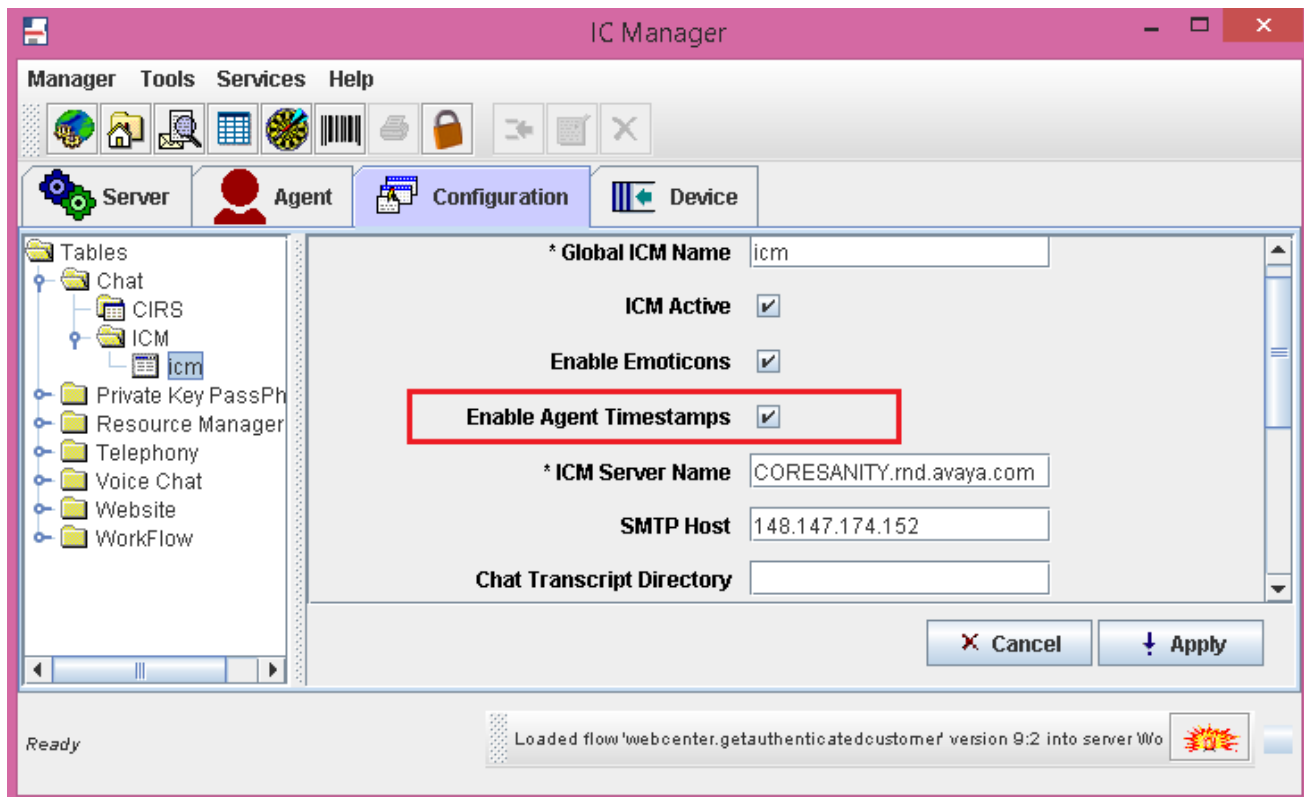 IC Manager
Manager Tools Services Help
Server Agent Configuration Device
Tables
Chat
CIRS
ICM
icm
Private Key PassPh
Resource Manager
Telephony
Voice Chat
Website
WorkFlow
* Global ICM Name icm
ICM Active
Enable Emoticons
Enable Agent Timestamps
* ICM Server Name CORESANITY.rnd.avaya.com
SMTP Host 148.147.174.152
Chat Transcript Directory
Cancel Apply
Ready
Loaded flow 'webcenter.getauthenticatedcustomer' version 9:2 into server Wo